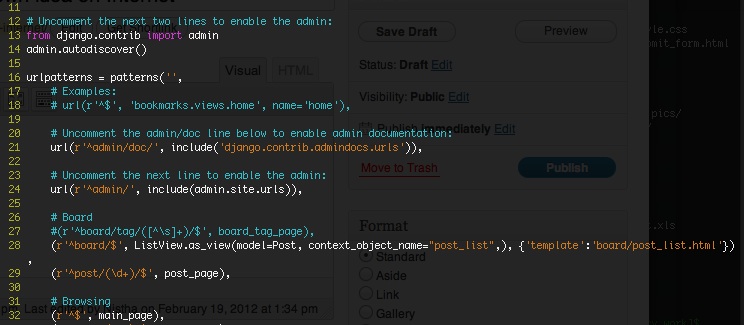 11
12 # Uncomment the next two lines to enable the admin:
13 from django.contrib import admin
14 admin.autodiscover()
15
16 urlpatterns = patterns('',
17 # Examples:
18 # url(r'^$', 'bookmarks.views.home', name='home'),
19
20 # Uncomment the admin/doc line below to enable admin documentation:
21 url(r'^admin/doc/', include('django.contrib.admindocs.urls')),
22
23 # Uncomment the next line to enable the admin:
24 url(r'^admin/', include(admin.site.urls)),
25
26 # Board
27 #(r'^board/tag/([^\s]+)/$', board_tag_page),
28 (r'^board/$', ListView.as_view(model=Post, context_object_name="post_list",), {'template':'board/post_list.html'})
,
29 (r'^post/(\d+)/$', post_page),
30
31 # Browsing
32 (r'^$', main_page),
Visual HTML
Save Draft Preview
Status: Draft Edit
Visibility: Public Edit
Publish immediately Edit
Move to Trash Publish
Format
Standard
Aside
Link
Gallery
on February 19, 2012 at 1:34 pm
.css
mit_form.html
pics/
.xls